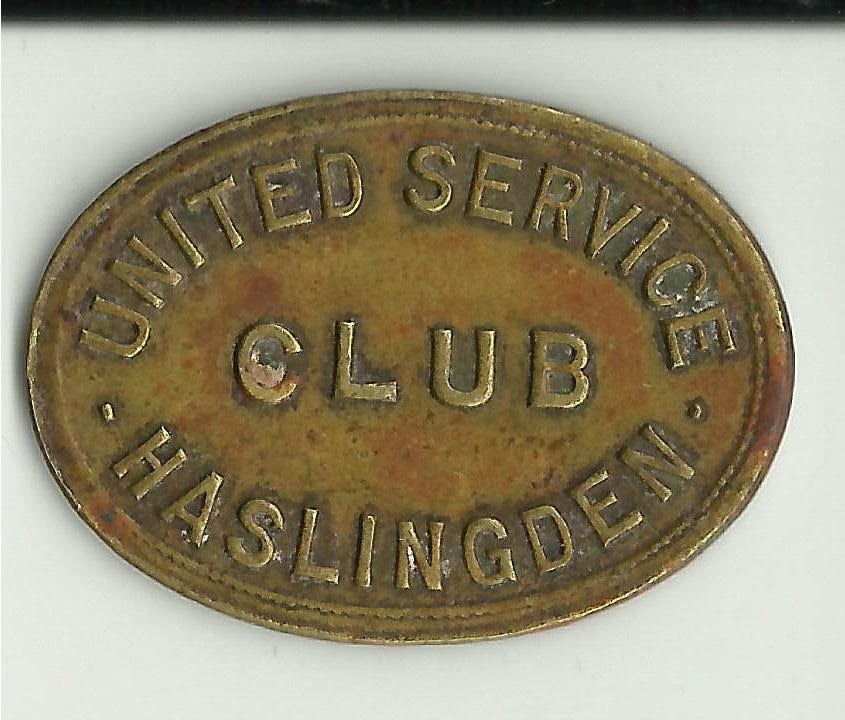 UNITED SERVICE
CLUB
· HASLINGDEN ·